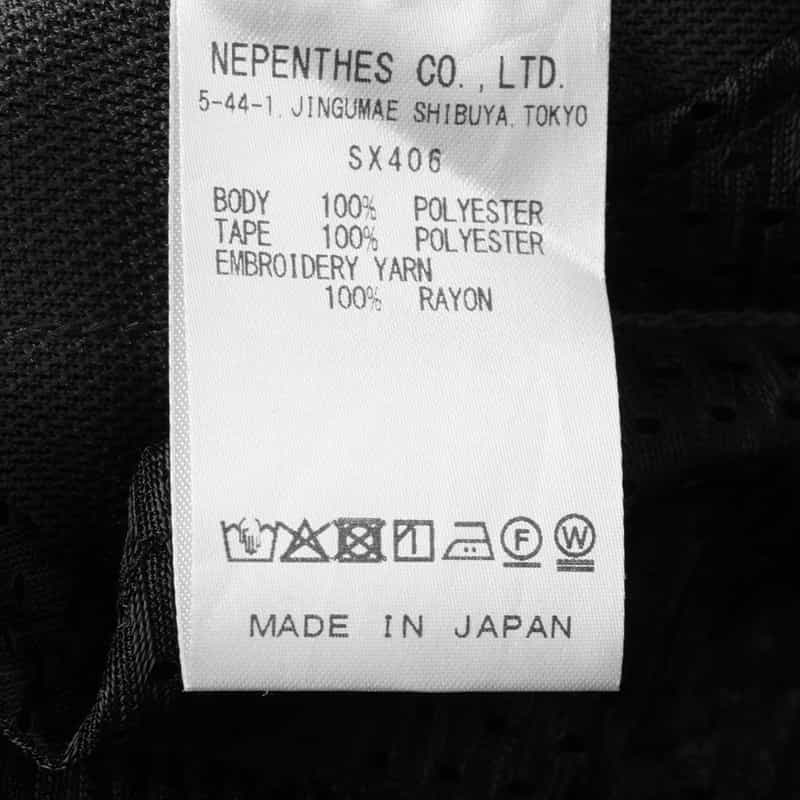 NEPENTHES CO., LTD.
5-44-1, JINGUMAE SHIBUYA, TOKYO
SX406
BODY 100% POLYESTER
TAPE 100% POLYESTER
EMBROIDERY YARN
100% RAYON
F W
MADE IN JAPAN